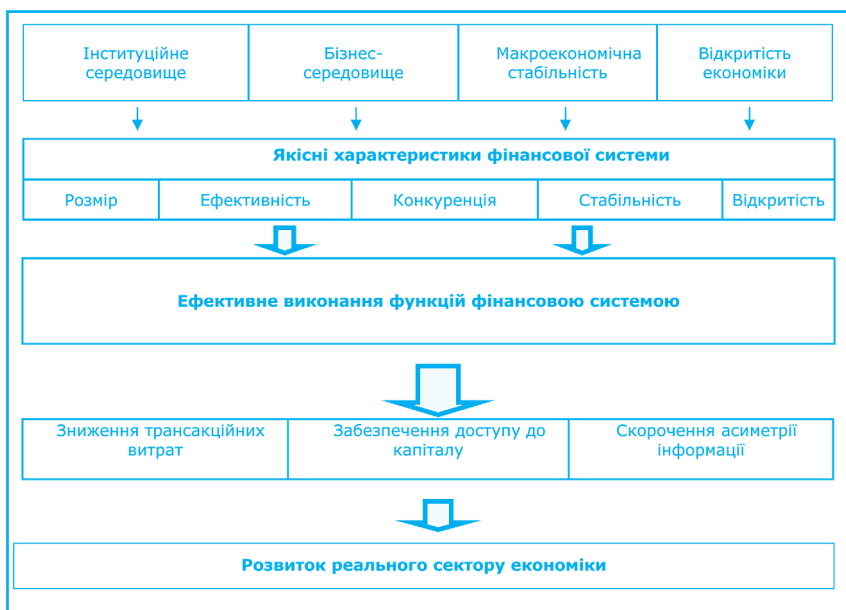 Інституційне
середовище
Бізнес-
середовище
Макроекономічна
стабільність
Відкритість
економіки
Якісні характеристики фінансової системи
Розмір
Ефективність
Конкуренція
Стабільність
Відкритість
Ефективне виконання функцій фінансовою системою
Зниження трансакційних
витрат
Забезпечення доступу до
капіталу
Скорочення асиметрії
інформації
Розвиток реального сектору економіки